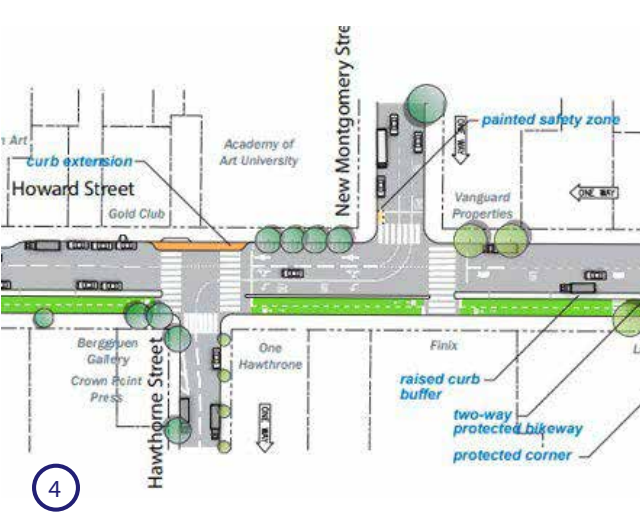 New Montgomery Stre
painted safety zone
ONE WAY
n Art
Academy of
Art University
curb extension
Howard Street
ONE WAY
Vanguard
Properties
Gold Club
Berggruen
Gallery
Crown Point
Press
One
Hawthrone
Finix
L
Hawthorne Street
raised curb
buffer
ONE WAY
two-way
protected bikeway
protected corner
4